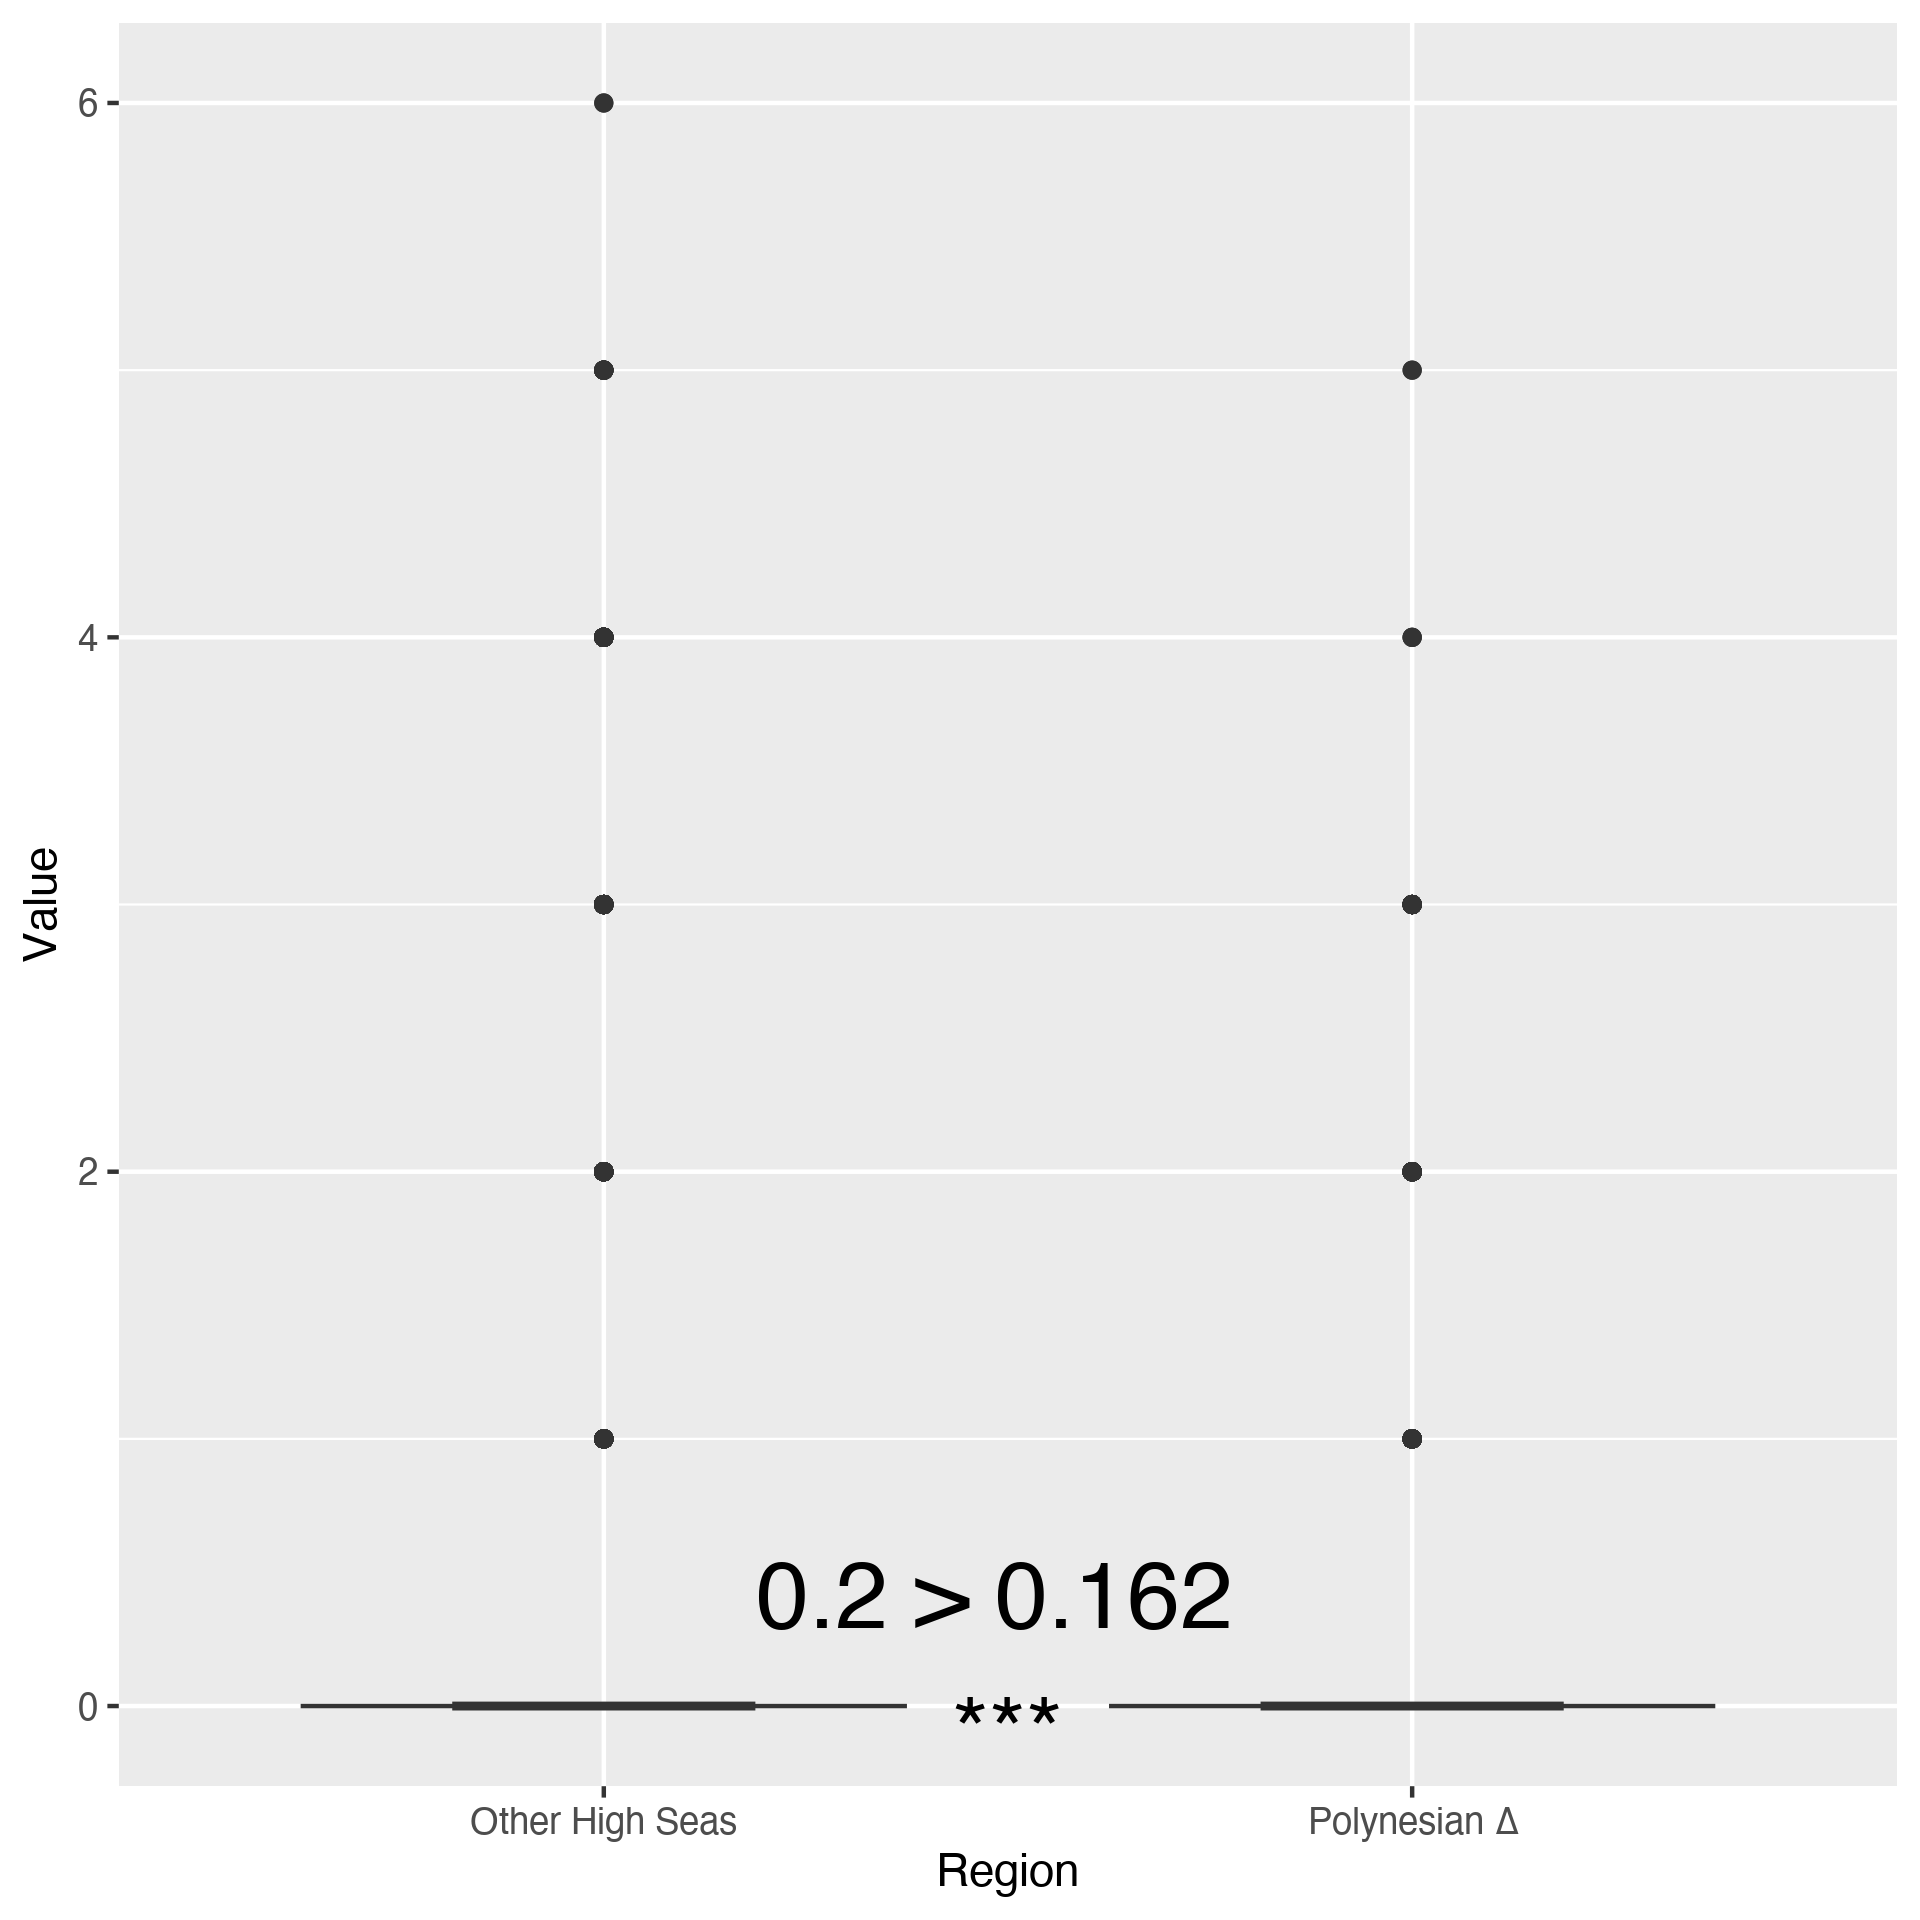 6
4
2
0
Value
0.2 > 0.162
***
Other High Seas
Polynesian Δ
Region